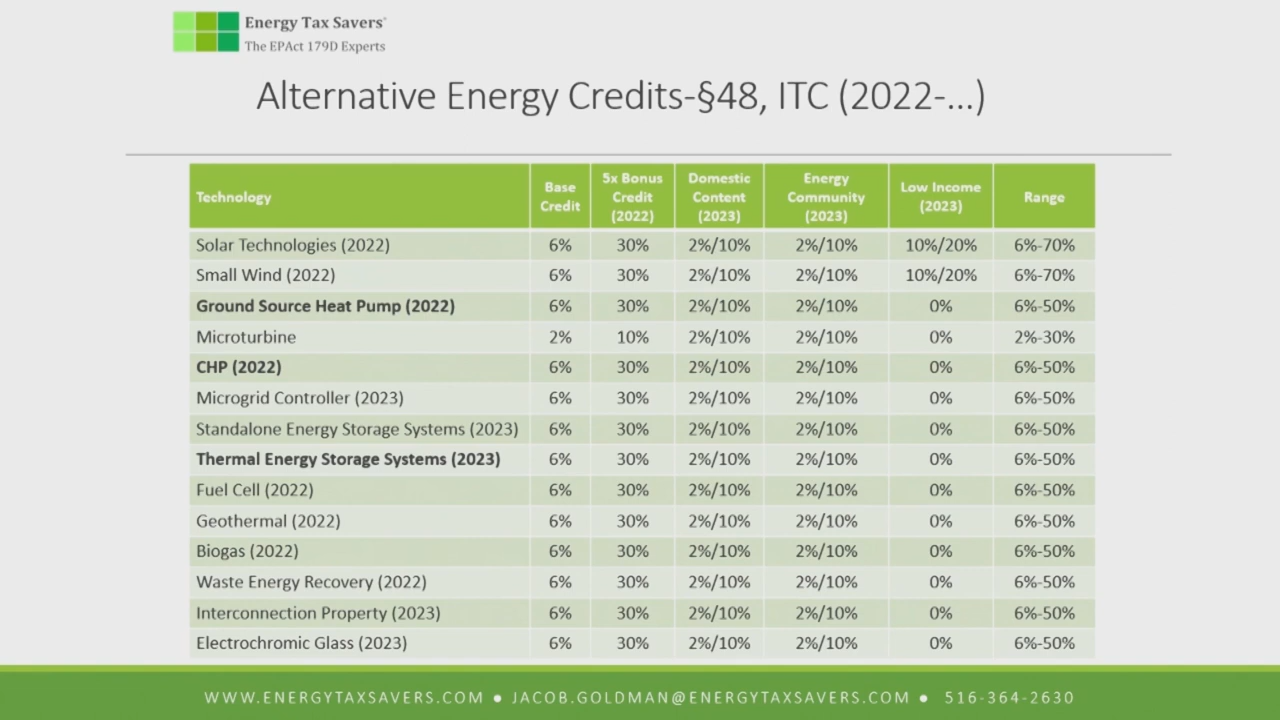 Energy Tax Savers®
The EPAct 179D Experts
Alternative Energy Credits-§48, ITC (2022-...)
Technology Base Credit 5x Bonus Credit (2022) Domestic Content (2023) Energy Community (2023) Low Income (2023) Range
Solar Technologies (2022) 6% 30% 2%/10% 2%/10% 10%/20% 6%-70%
Small Wind (2022) 6% 30% 2%/10% 2%/10% 10%/20% 6%-70%
Ground Source Heat Pump (2022) 6% 30% 2%/10% 2%/10% 0% 6%-50%
Microturbine 2% 10% 2%/10% 2%/10% 0% 2%-30%
CHP (2022) 6% 30% 2%/10% 2%/10% 0% 6%-50%
Microgrid Controller (2023) 6% 30% 2%/10% 2%/10% 0% 6%-50%
Standalone Energy Storage Systems (2023) 6% 30% 2%/10% 2%/10% 0% 6%-50%
Thermal Energy Storage Systems (2023) 6% 30% 2%/10% 2%/10% 0% 6%-50%
Fuel Cell (2022) 6% 30% 2%/10% 2%/10% 0% 6%-50%
Geothermal (2022) 6% 30% 2%/10% 2%/10% 0% 6%-50%
Biogas (2022) 6% 30% 2%/10% 2%/10% 0% 6%-50%
Waste Energy Recovery (2022) 6% 30% 2%/10% 2%/10% 0% 6%-50%
Interconnection Property (2023) 6% 30% 2%/10% 2%/10% 0% 6%-50%
Electrochromic Glass (2023) 6% 30% 2%/10% 2%/10% 0% 6%-50%
WWW.ENERGYTAXSAVERS.COM ● JACOB.GOLDMAN@ENERGYTAXSAVERS.COM ● 516-364-2630